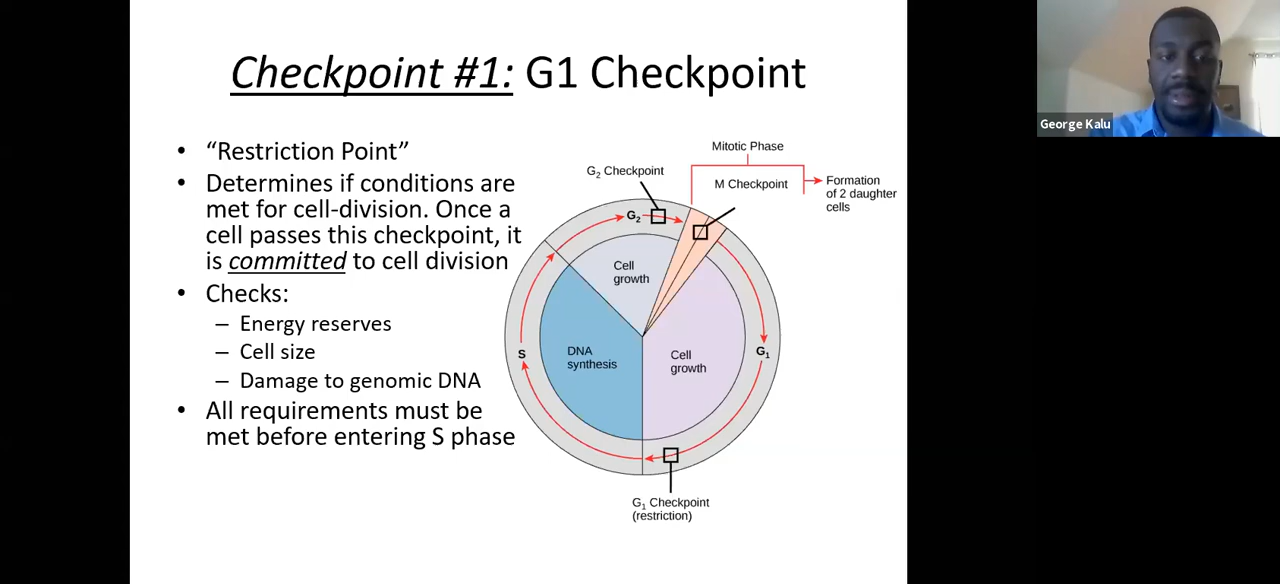 Checkpoint #1: G1 Checkpoint
• “Restriction Point”
• Determines if conditions are
met for cell-division. Once a
cell passes this checkpoint, it
is committed to cell division
• Checks:
– Energy reserves
– Cell size
– Damage to genomic DNA
• All requirements must be
met before entering S phase
Mitotic Phase
G₂ Checkpoint
M Checkpoint
Formation
of 2 daughter
cells
G₂
Cell
growth
S
DNA
synthesis
Cell
growth
G₁
G₁ Checkpoint
(restriction)
George Kalu